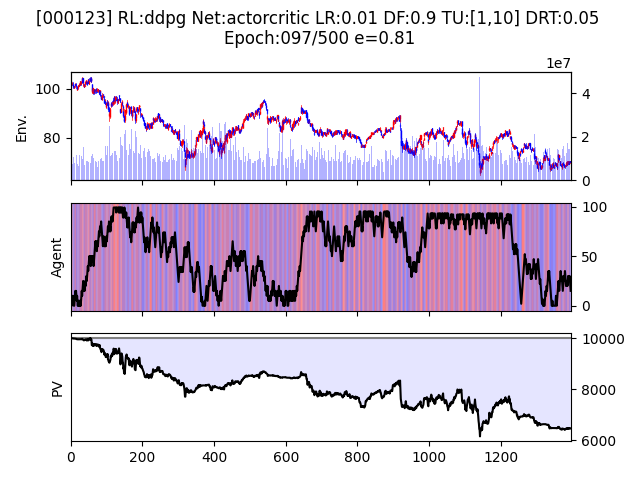 [000123] RL:ddpg Net:actorcritic LR:0.01 DF:0.9 TU:[1,10] DRT:0.05
Epoch:097/500 e=0.81
1e7
100
80
Env.
4
2
0
Agent
100
50
0
PV
10000
8000
6000
0 200 400 600 800 1000 1200